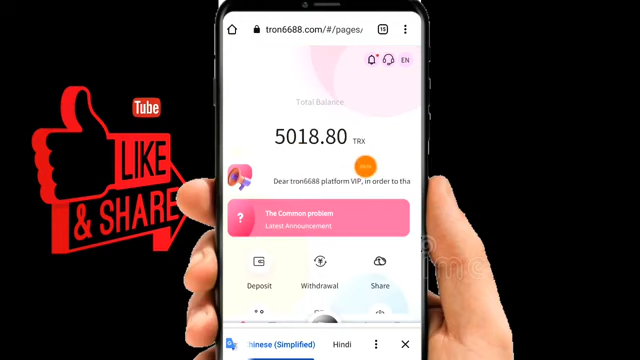 tron6688.com/#/pages/
15
EN
Total Balance
5018.80 TRX
Dear tron6688 platform VIP, in order to tha
?
The Common problem
Latest Announcement
Deposit
Withdrawal
Share
hinese (Simplified)
Hindi
Tube
LIKE
& SHARE